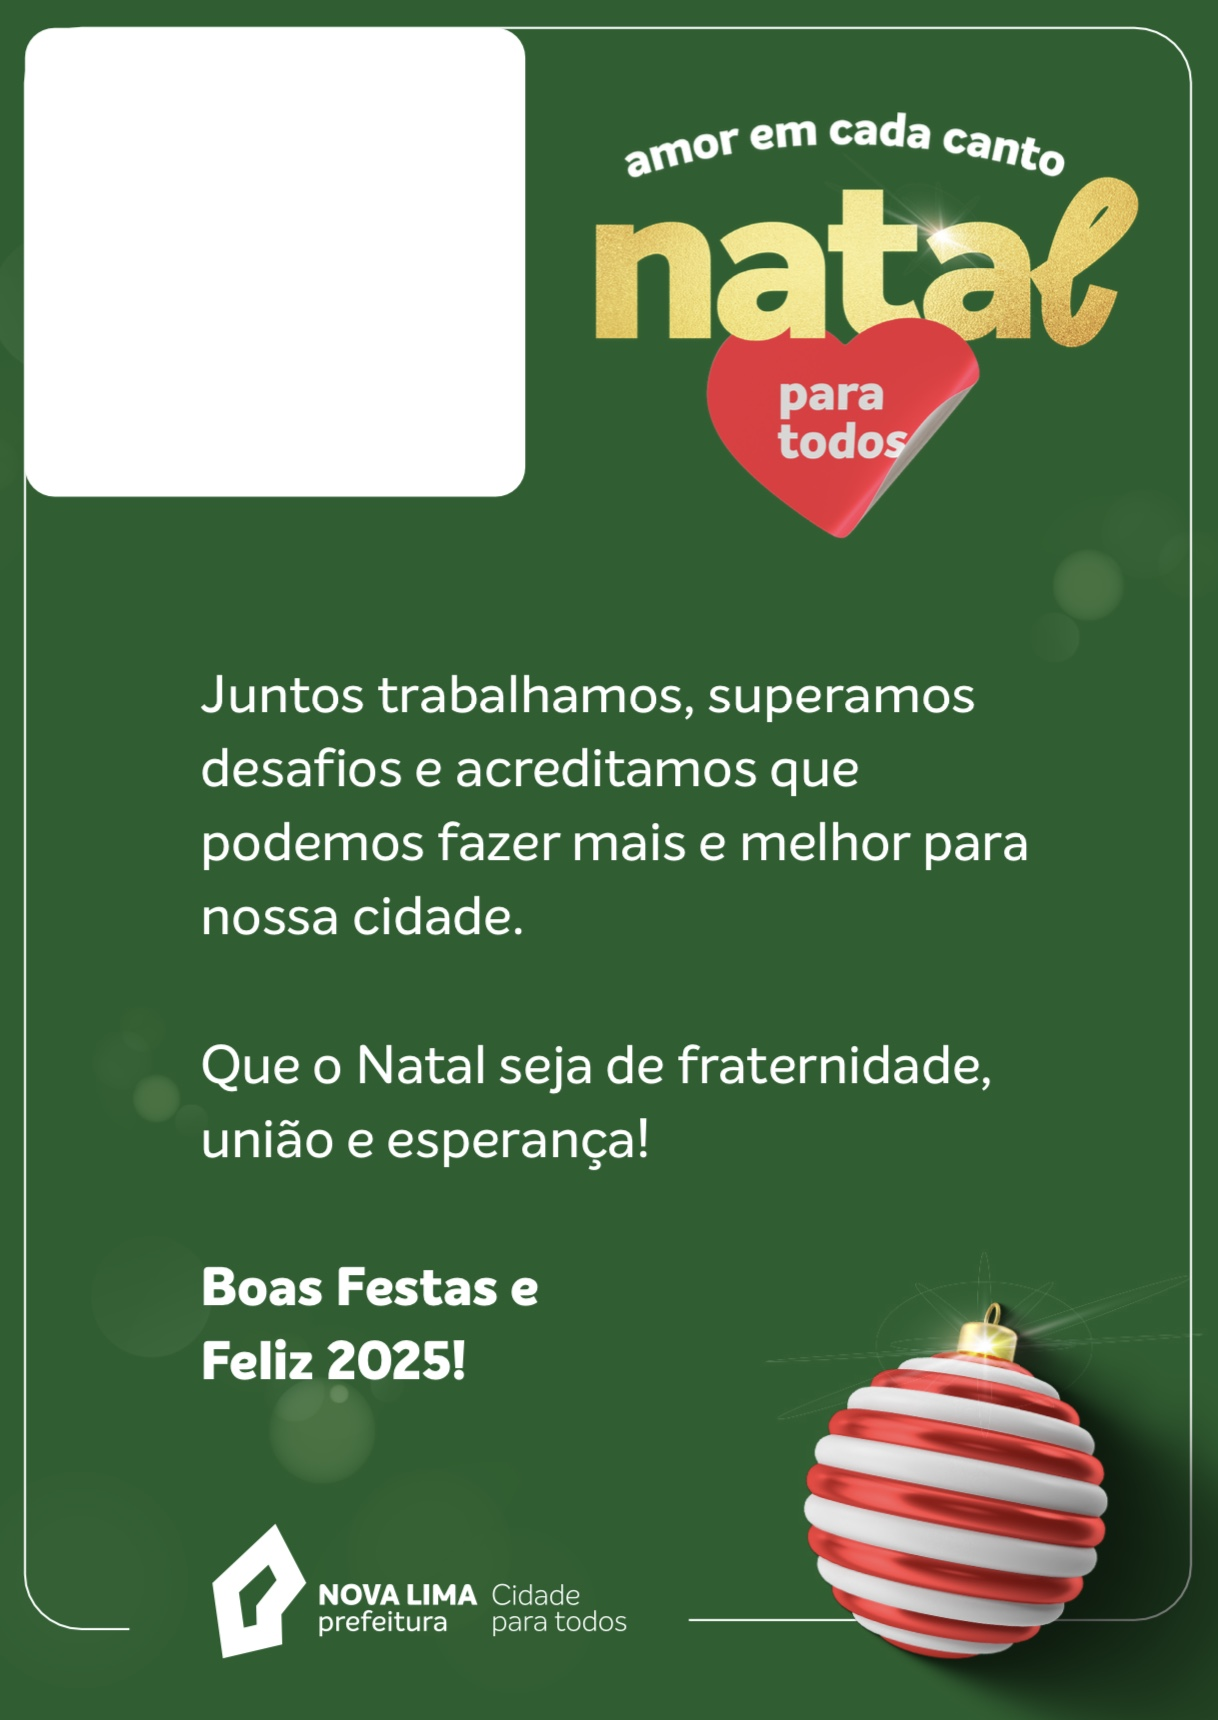 amor em cada canto
natal
para
todos
Juntos trabalhamos, superamos
desafios e acreditamos que
podemos fazer mais e melhor para
nossa cidade.
Que o Natal seja de fraternidade,
união e esperança!
Boas Festas e
Feliz 2025!
NOVA LIMA
prefeitura
Cidade
para todos